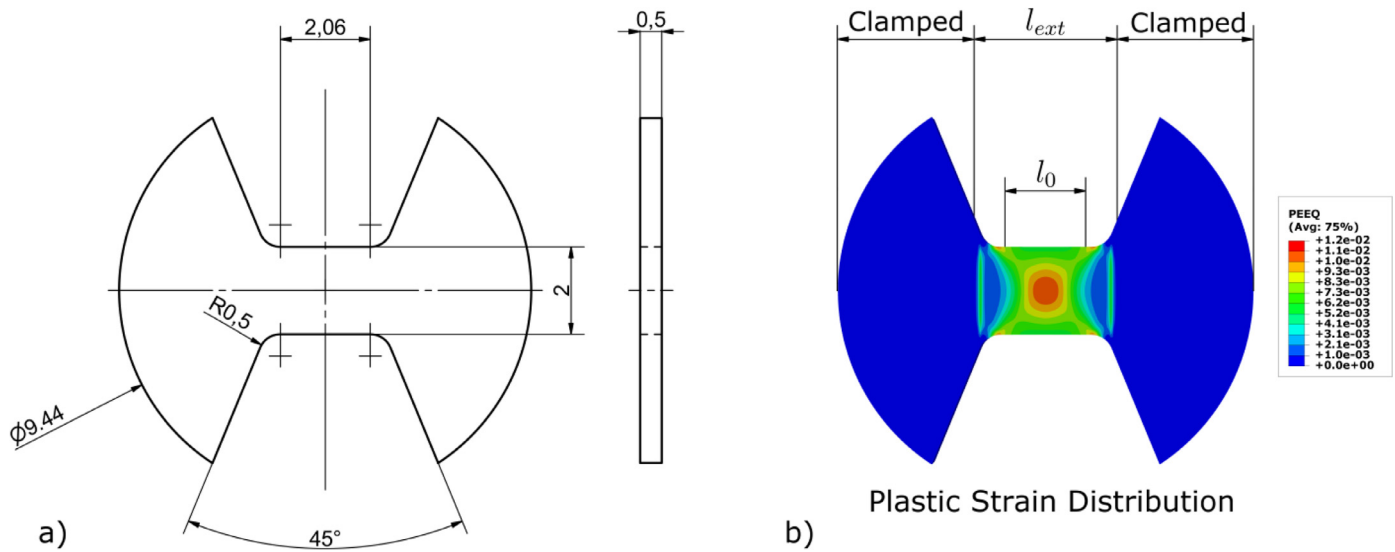 2,06
0,5
2
R0,5
Ø9.44
45°
a)
Clamped
l_ext
Clamped
l_0
PEEQ
(Avg: 75%)
+1.2e-02
+1.1e-02
+1.0e-02
+9.3e-03
+8.3e-03
+7.3e-03
+6.2e-03
+5.2e-03
+4.1e-03
+3.1e-03
+2.1e-03
+1.0e-03
+0.0e+00
Plastic Strain Distribution
b)